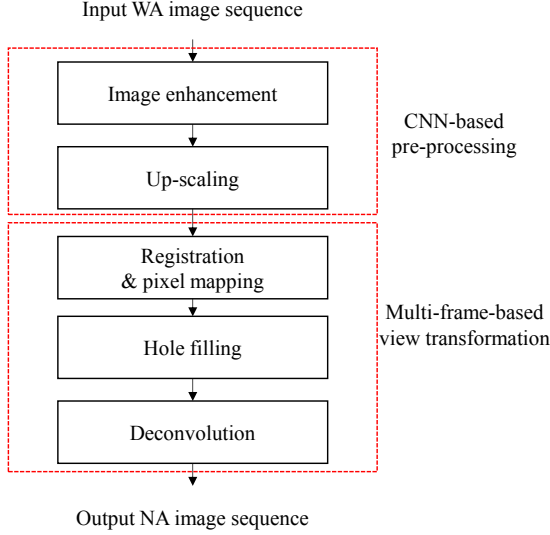 Input WA image sequence
Image enhancement
CNN-based
pre-processing
Up-scaling
Registration
& pixel mapping
Multi-frame-based
view transformation
Hole filling
Deconvolution
Output NA image sequence